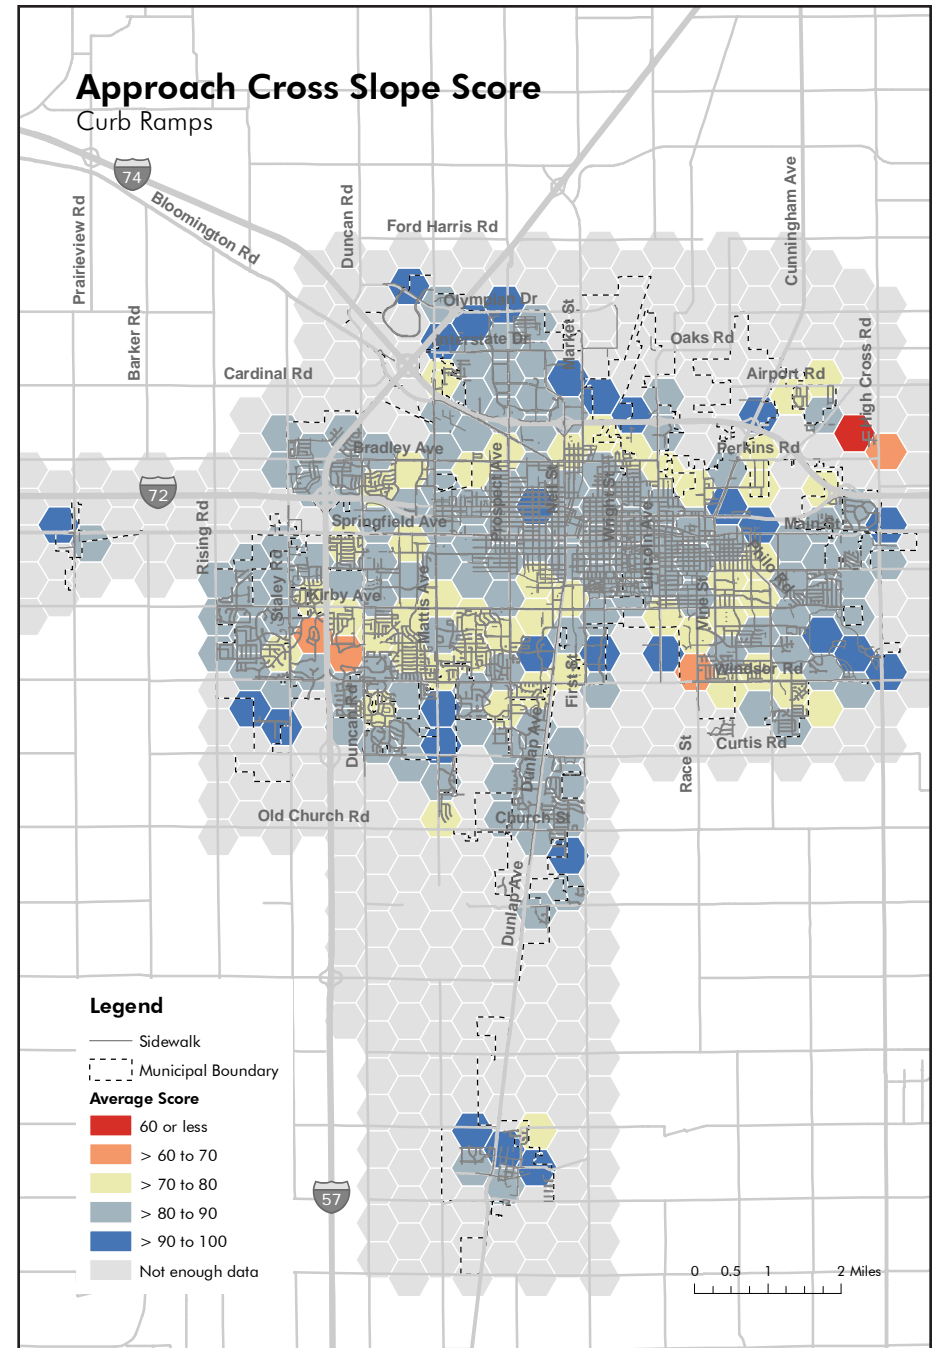 Approach Cross Slope Score
Curb Ramps
74
Bloomington Rd
Prairieview Rd
Duncan Rd
Ford Harris Rd
Cunningham Ave
Barker Rd
Olympian Dr
Interstate Dr
Market St
Oaks Rd
Cardinal Rd
Airport Rd
High Cross Rd
Bradley Ave
Prospect Ave
Perkins Rd
72
Neil St
Wright St
Rising Rd
Springfield Ave
Lincoln Ave
Main St
Staley Rd
Kirby Ave
Mattis Ave
Vine St
Philo Rd
First St
Windsor Rd
Duncan Rd
Dunlap Ave
Race St
Curtis Rd
Old Church Rd
Church St
Dunlap Ave
Legend
Sidewalk
Municipal Boundary
Average Score
60 or less
> 60 to 70
> 70 to 80
> 80 to 90
> 90 to 100
Not enough data
57
0 0.5 1 2 Miles